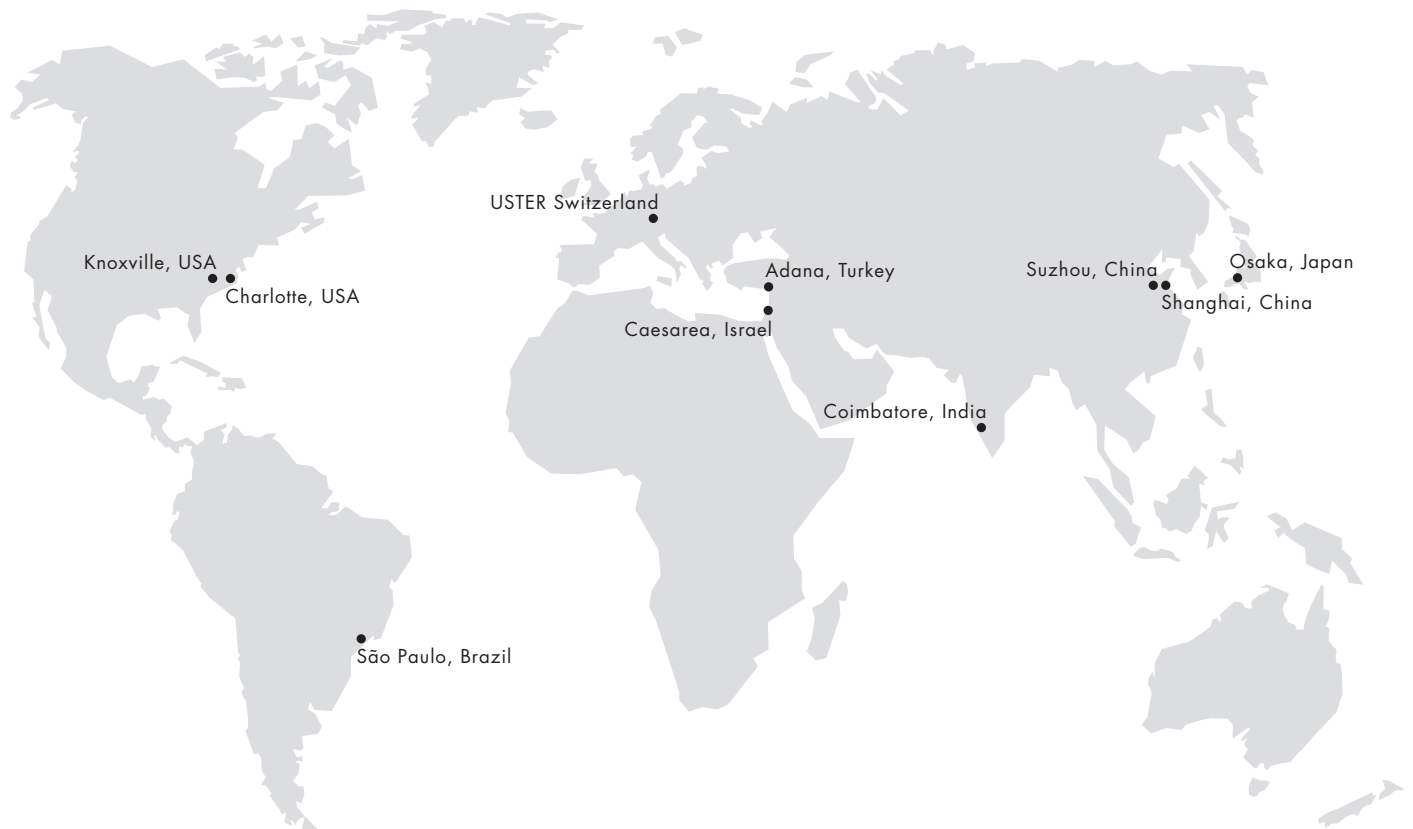 USTER Switzerland
Knoxville, USA
Charlotte, USA
Adana, Turkey
Caesarea, Israel
Suzhou, China
Osaka, Japan
Shanghai, China
Coimbatore, India
São Paulo, Brazil